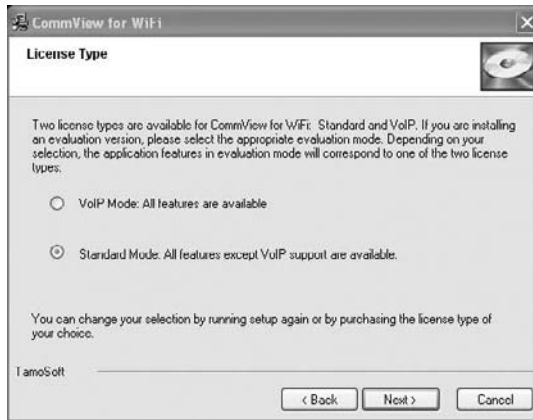 CommView for WiFi
License Type
Two license types are available for CommView for WiFi: Standard and VoIP. If you are installing
an evaluation version, please select the appropriate evaluation mode. Depending on your
selection, the application features in evaluation mode will correspond to one of the two license
types.
VoIP Mode: All features are available
Standard Mode: All features except VoIP support are available.
You can change your selection by running setup again or by purchasing the license type of
your choice.
TamoSoft
< Back
Next >
Cancel